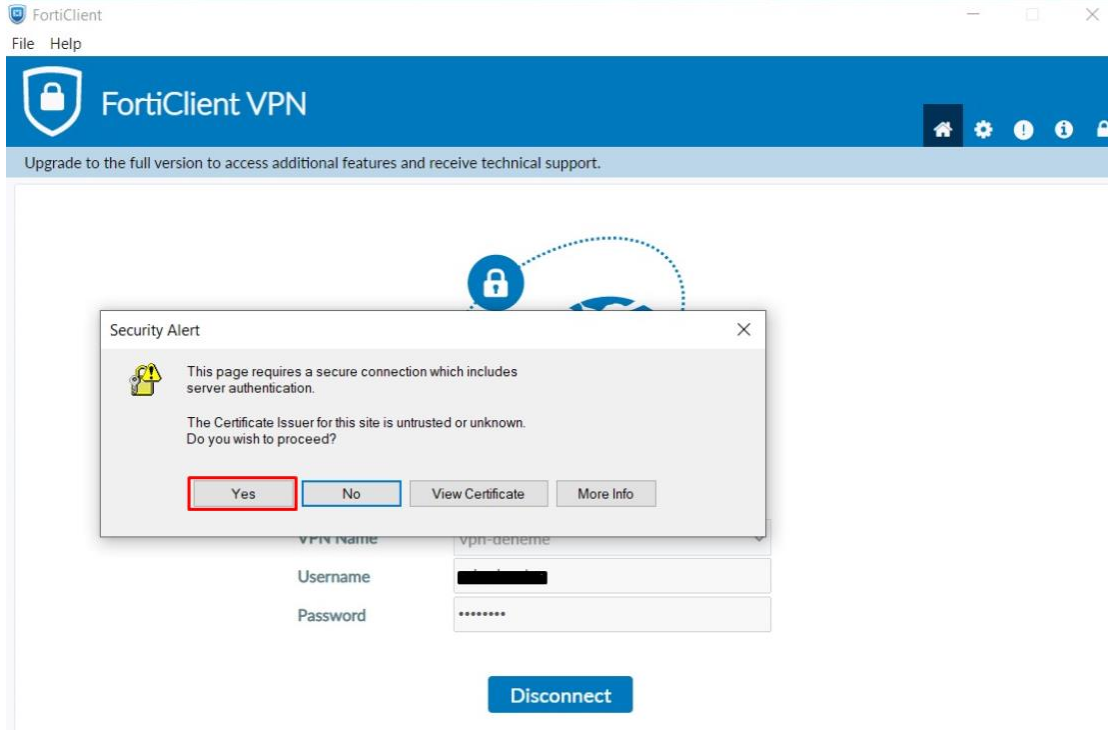 FortiClient
File Help
FortiClient VPN
Upgrade to the full version to access additional features and receive technical support.
Security Alert
This page requires a secure connection which includes
server authentication.
The Certificate Issuer for this site is untrusted or unknown.
Do you wish to proceed?
Yes No View Certificate More Info
VPN Name vpn-deneme
Username
Password ••••••••
Disconnect